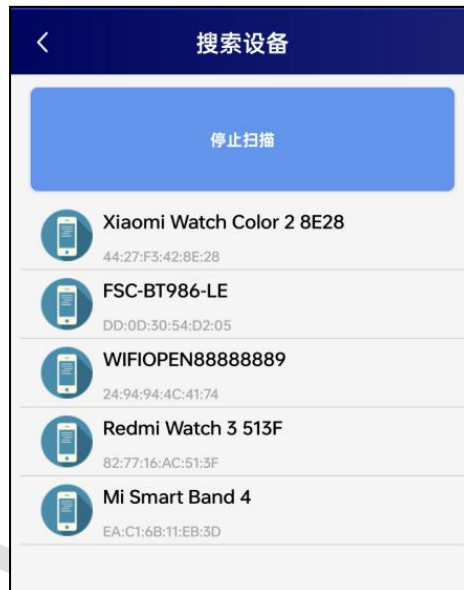 搜索设备
停止扫描
Xiaomi Watch Color 2 8E28
44:27:F3:42:8E:28
FSC-BT986-LE
DD:0D:30:54:D2:05
WIFIOPEN88888889
24:94:94:4C:41:74
Redmi Watch 3 513F
82:77:16:AC:51:3F
Mi Smart Band 4
EA:C1:6B:11:EB:3D